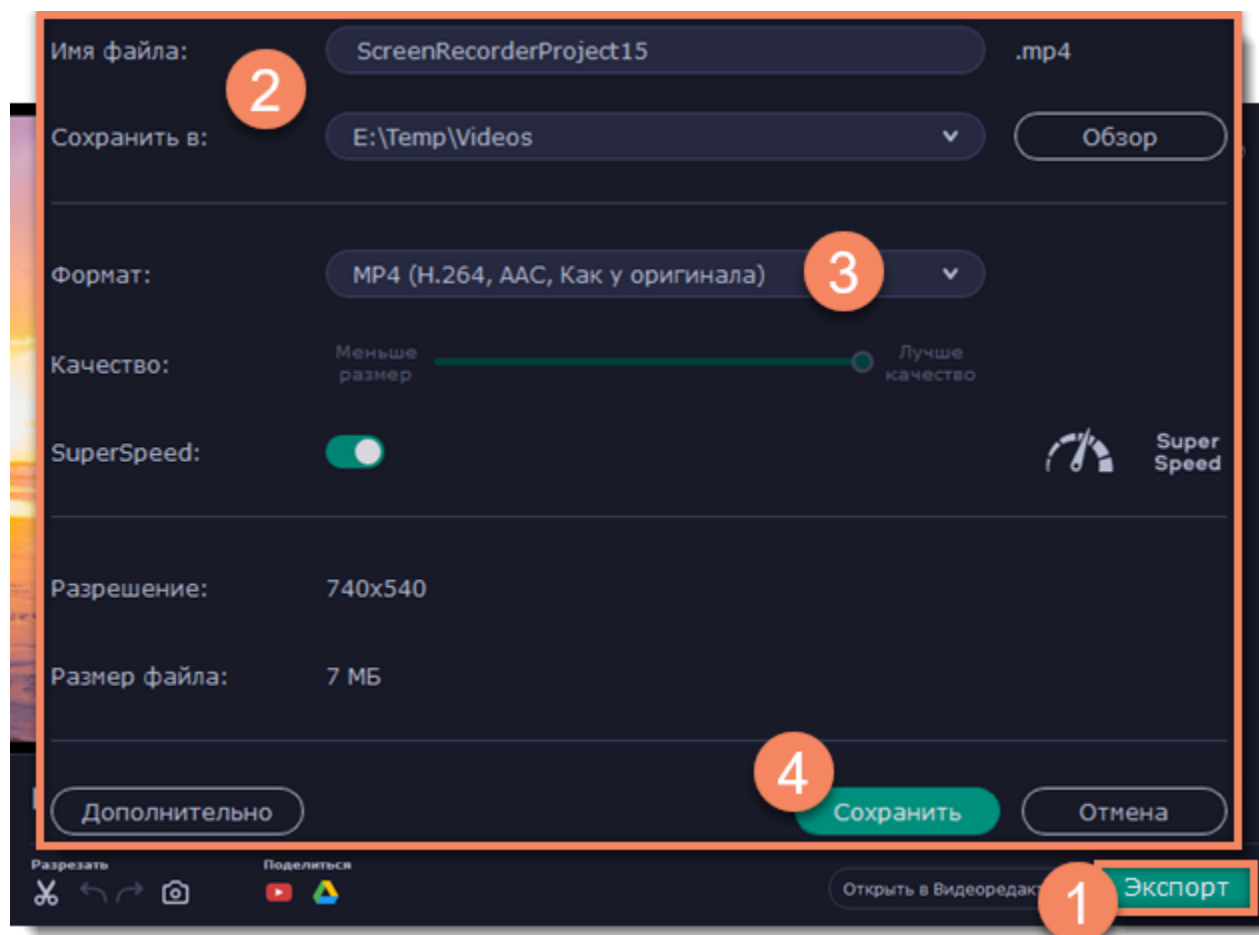 Имя файла: ScreenRecorderProject15 .mp4
2
Сохранить в: E:\Temp\Videos Обзор
Формат: MP4 (H.264, AAC, Как у оригинала) 3
Качество: Меньше размер Лучше качество
SuperSpeed: Super Speed
Разрешение: 740x540
Размер файла: 7 МБ
4
Дополнительно Сохранить Отмена
Разрезать Поделиться
Открыть в 1 Экспорт